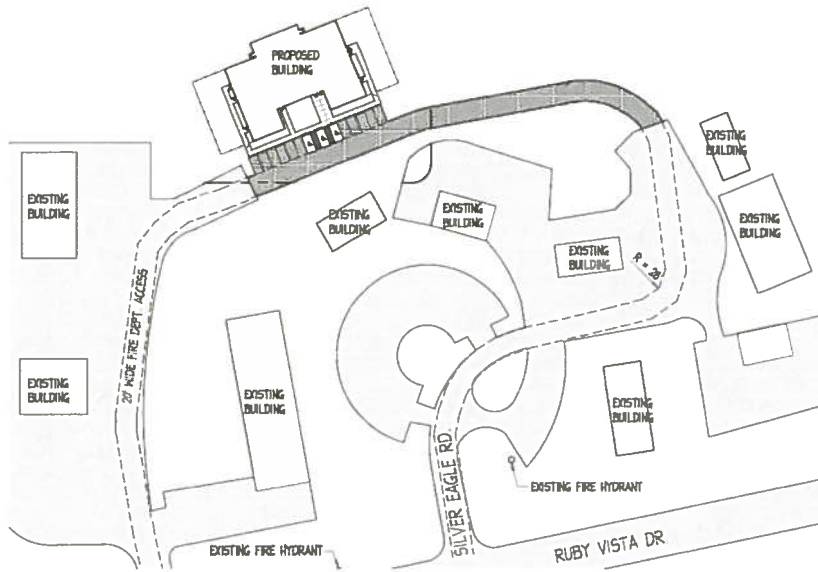 PROPOSED
BUILDING
EXISTING
BUILDING
EXISTING
BUILDING
EXISTING
BUILDING
EXISTING
BUILDING
EXISTING
BUILDING
EXISTING
BUILDING
R = 28'
20' WIDE FIRE DEPT. ACCESS
EXISTING
BUILDING
EXISTING
BUILDING
EXISTING
BUILDING
SILVER EAGLE RD.
EXISTING FIRE HYDRANT
EXISTING FIRE HYDRANT
RUBY VISTA DR